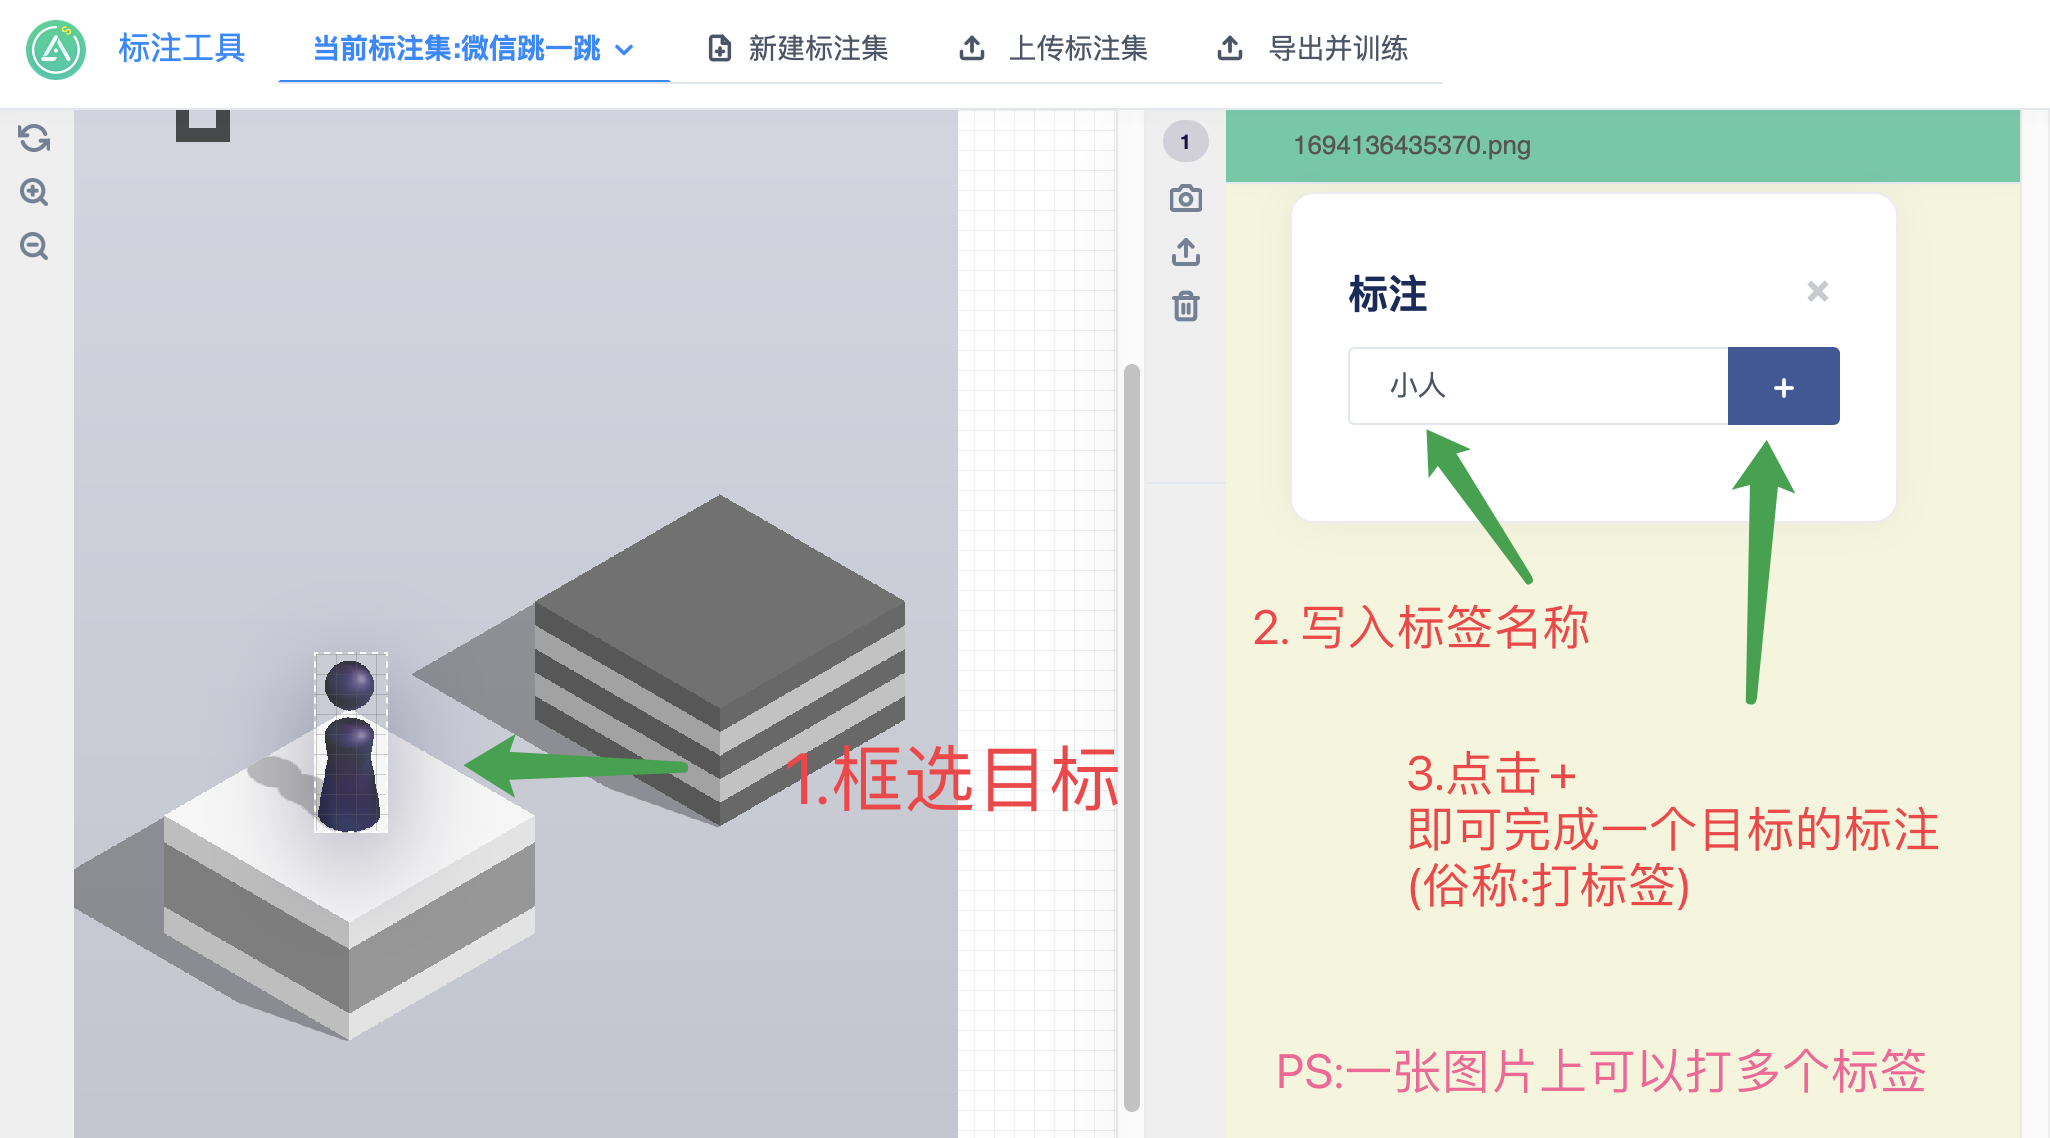 标注工具
当前标注集:微信跳一跳
新建标注集
上传标注集
导出并训练
1
1694136435370.png
标注
小人
2. 写入标签名称
1.框选目标
3.点击+
即可完成一个目标的标注
(俗称:打标签)
PS:一张图片上可以打多个标签